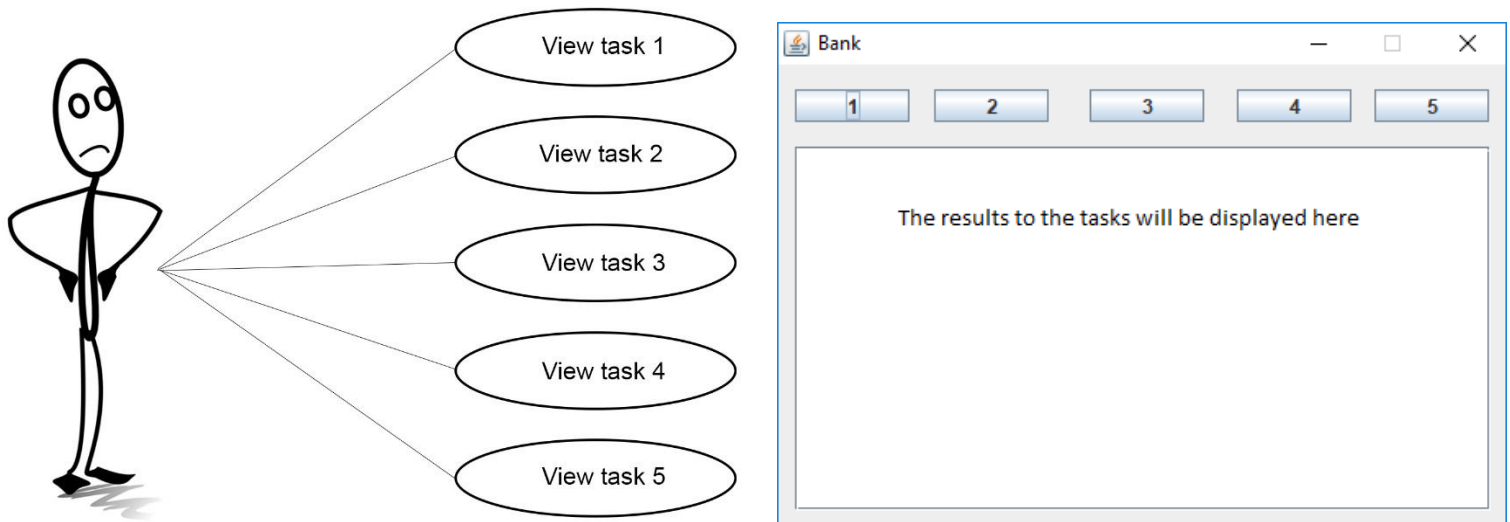 View task 1
View task 2
View task 3
View task 4
View task 5
Bank
1 2 3 4 5
The results to the tasks will be displayed here